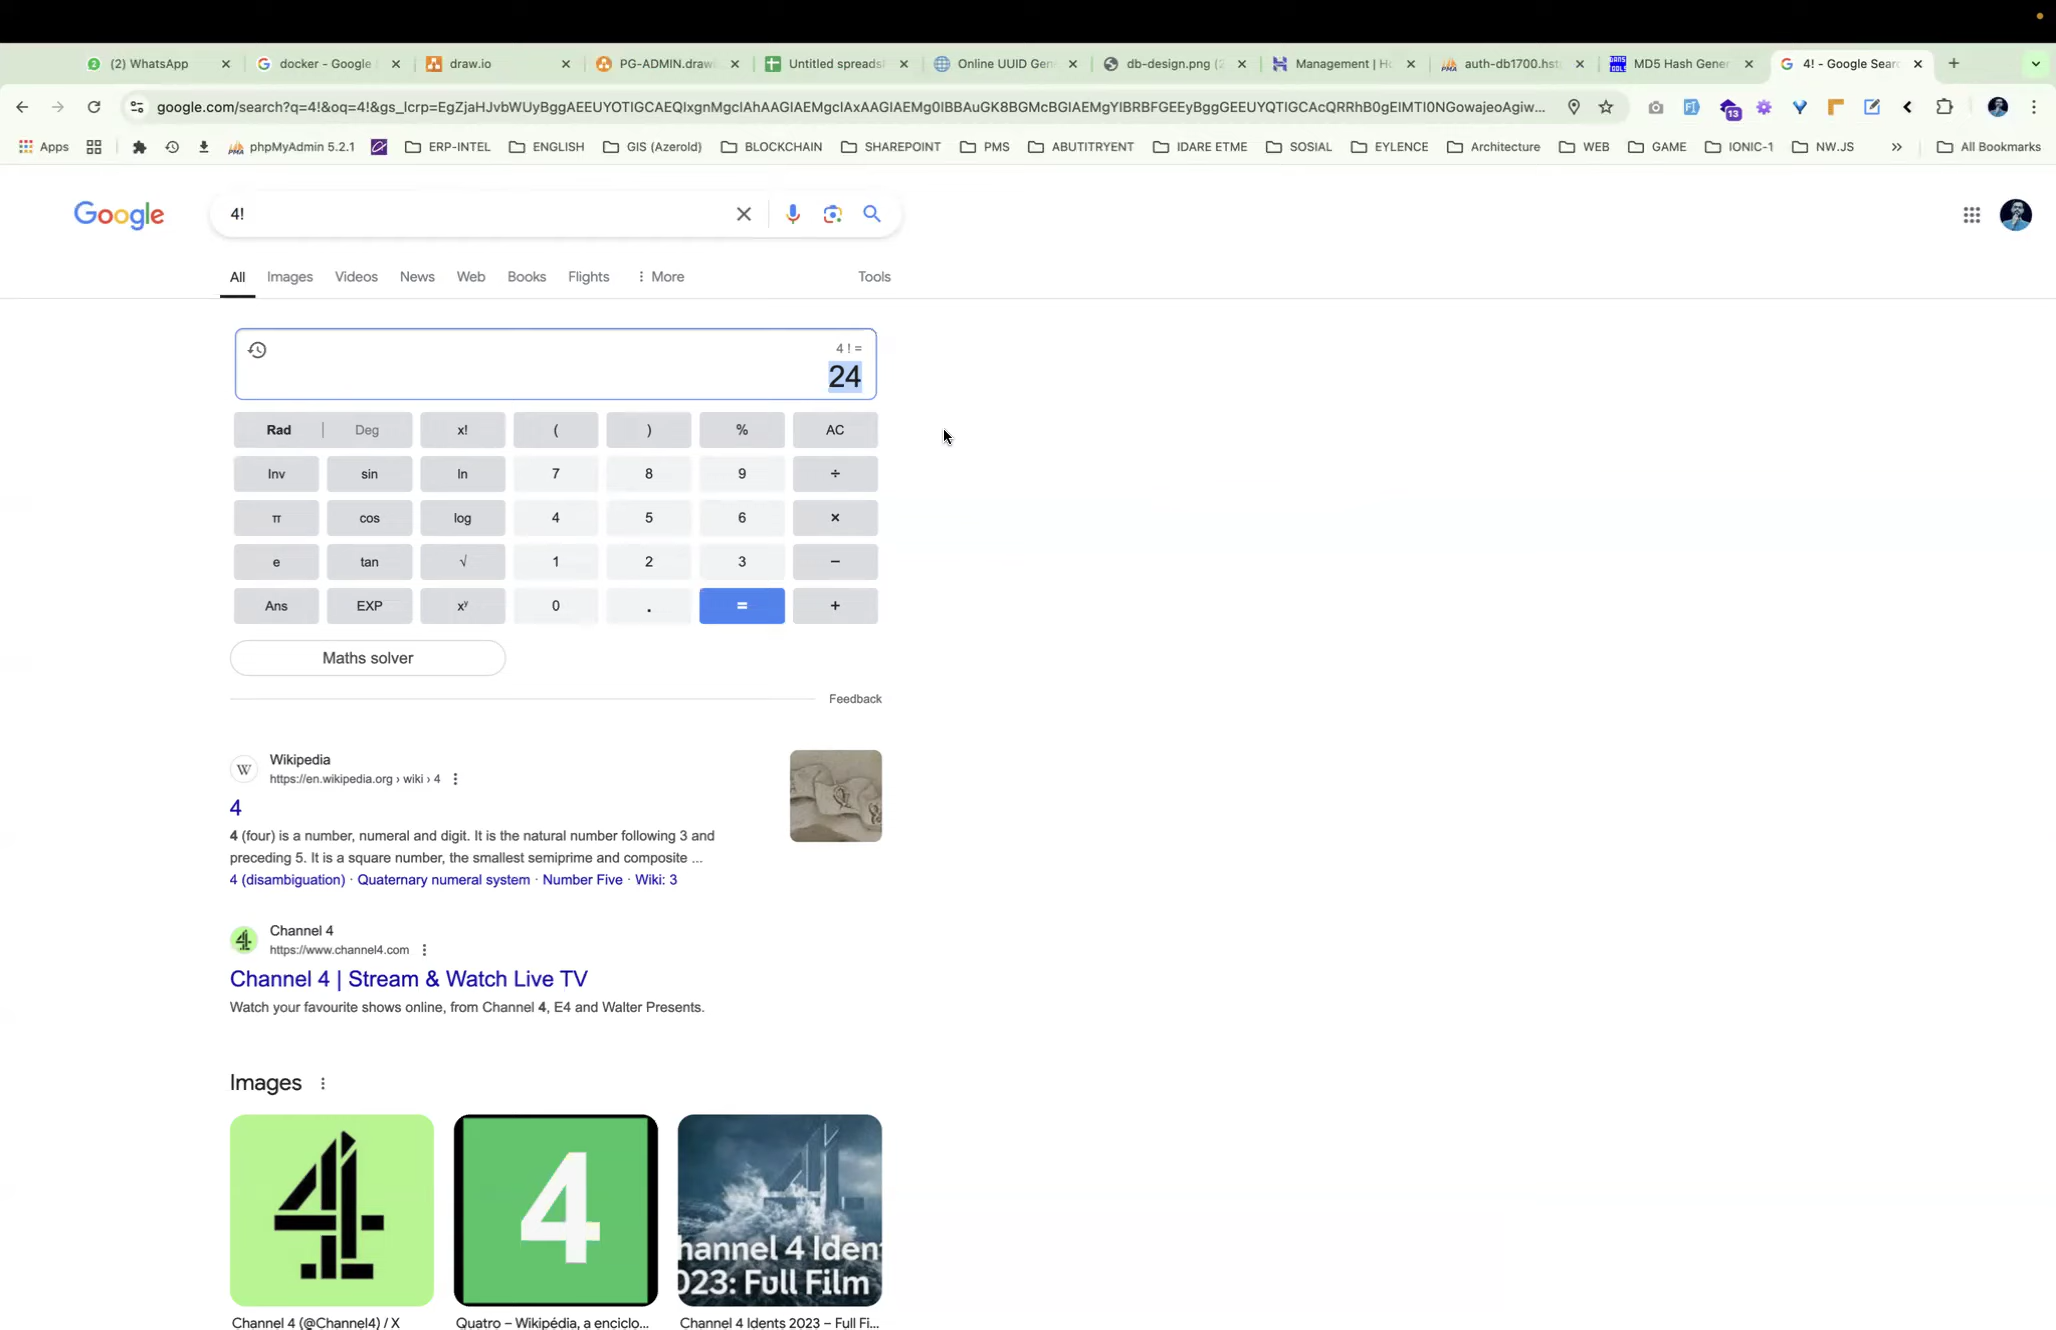 (2) WhatsApp
docker - Google
draw.io
PG-ADMIN.drawi
Untitled spreads
Online UUID Gen
db-design.png (2
Management | Ho
auth-db1700.hst
MD5 Hash Gener
4! - Google Sear
google.com/search?q=4!&oq=4!&gs_lcrp=
Apps
phpMyAdmin 5.2.1
ERP-INTEL
ENGLISH
GIS (Azerold)
BLOCKCHAIN
SHAREPOINT
PMS
ABUTITRYENT
IDARE ETME
SOSIAL
EYLENCE
Architecture
WEB
GAME
IONIC-1
NW.JS
All Bookmarks
13
Google
4!
All Images Videos News Web Books Flights More Tools
4 ! =
24
Rad | Deg x! ( ) % AC
Inv sin ln 7 8 9 ÷
π cos log 4 5 6 ×
e tan √ 1 2 3 −
Ans EXP xʸ 0 . = +
Maths solver
Feedback
W
Wikipedia
https://en.wikipedia.org › wiki › 4
4
4 (four) is a number, numeral and digit. It is the natural number following 3 and
preceding 5. It is a square number, the smallest semiprime and composite ...
4 (disambiguation) · Quaternary numeral system · Number Five · Wiki: 3
4
Channel 4
https://www.channel4.com
Channel 4 | Stream & Watch Live TV
Watch your favourite shows online, from Channel 4, E4 and Walter Presents.
Images
4
4
hannel 4 Iden
023: Full Film
Channel 4 (@Channel4) / X
Quatro – Wikipédia, a enciclo...
Channel 4 Idents 2023 – Full Fi...